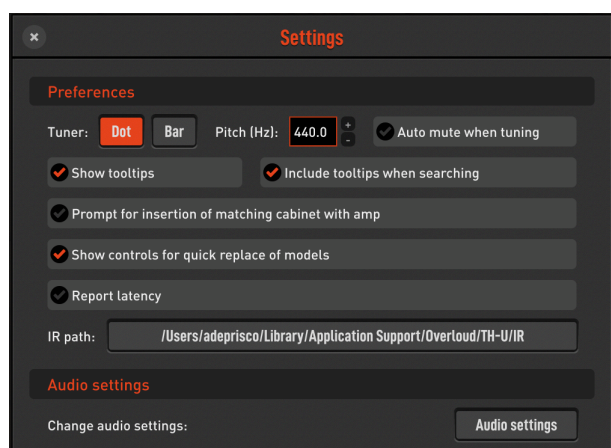 Settings
Preferences
Tuner: Dot Bar Pitch (Hz): 440.0 + - Auto mute when tuning
Show tooltips Include tooltips when searching
Prompt for insertion of matching cabinet with amp
Show controls for quick replace of models
Report latency
IR path: /Users/adeprisco/Library/Application Support/Overloud/TH-U/IR
Audio settings
Change audio settings: Audio settings